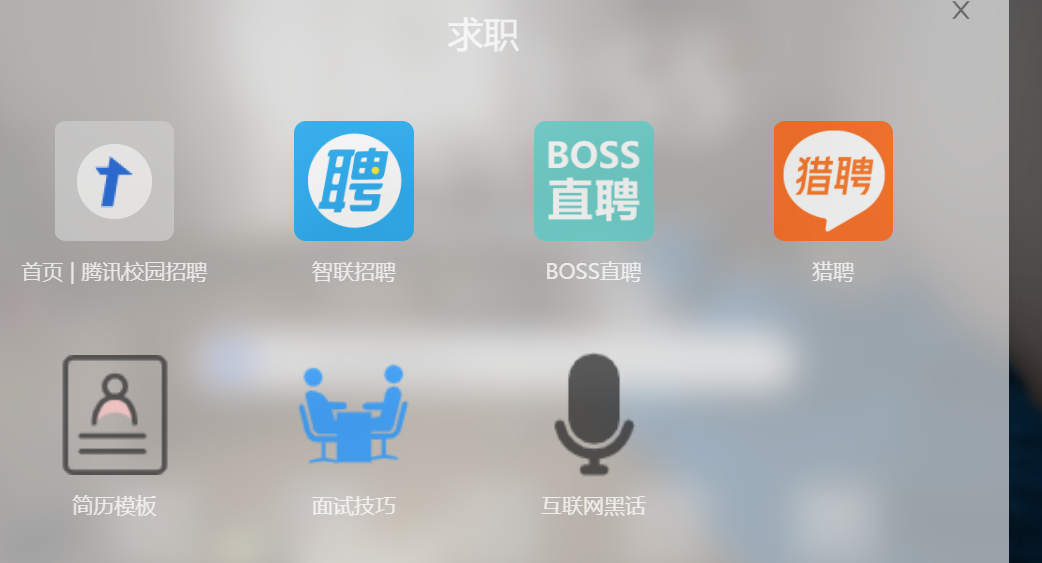 求职
X
聘
BOSS
直聘
猎聘
首页 | 腾讯校园招聘
智联招聘
BOSS直聘
猎聘
简历模板
面试技巧
互联网黑话